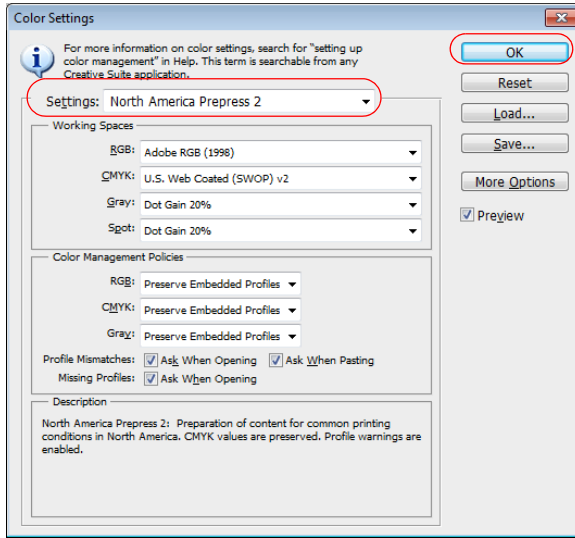 Color Settings
For more information on color settings, search for "setting up
color management" in Help. This term is searchable from any
Creative Suite application.
Settings: North America Prepress 2
Working Spaces
RGB: Adobe RGB (1998)
CMYK: U.S. Web Coated (SWOP) v2
Gray: Dot Gain 20%
Spot: Dot Gain 20%
Color Management Policies
RGB: Preserve Embedded Profiles
CMYK: Preserve Embedded Profiles
Gray: Preserve Embedded Profiles
Profile Mismatches: Ask When Opening Ask When Pasting
Missing Profiles: Ask When Opening
Description
North America Prepress 2: Preparation of content for common printing
conditions in North America. CMYK values are preserved. Profile warnings are
enabled.
OK
Reset
Load...
Save...
More Options
Preview